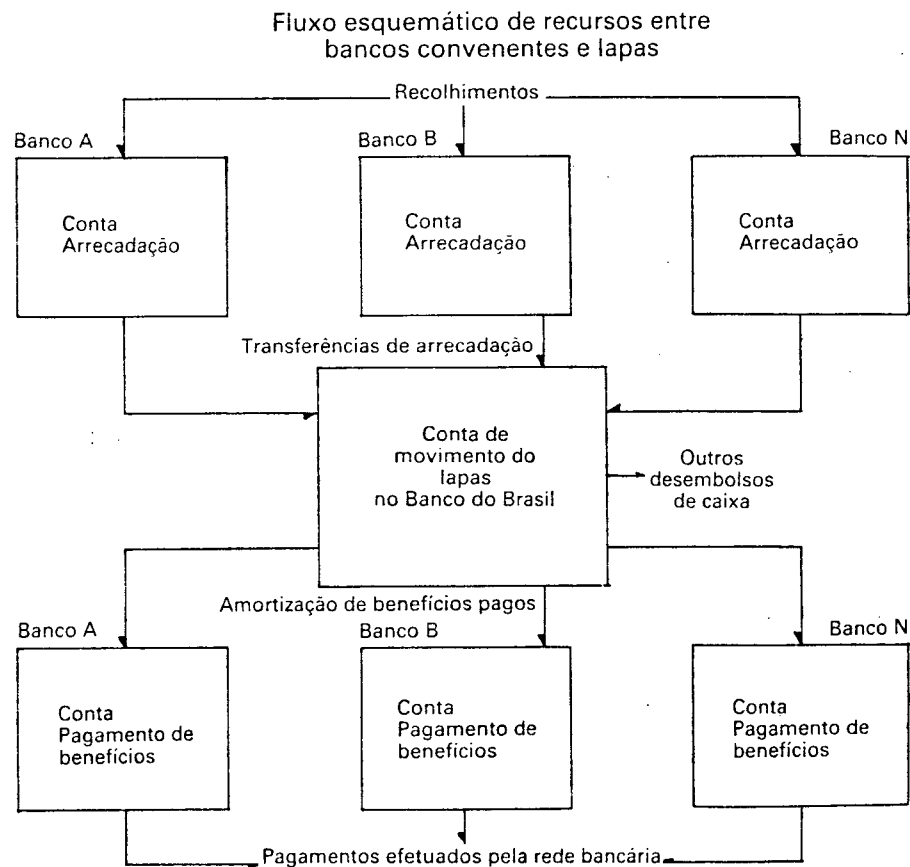 Fluxo esquemático de recursos entre
bancos convenentes e Iapas
Recolhimentos
Banco A
Banco B
Banco N
Conta
Arrecadação
Conta
Arrecadação
Conta
Arrecadação
Transferências de arrecadação
Conta de
movimento do
Iapas
no Banco do Brasil
Outros
desembolsos
de caixa
Amortização de benefícios pagos
Banco A
Banco B
Banco N
Conta
Pagamento de
benefícios
Conta
Pagamento de
benefícios
Conta
Pagamento de
benefícios
Pagamentos efetuados pela rede bancária